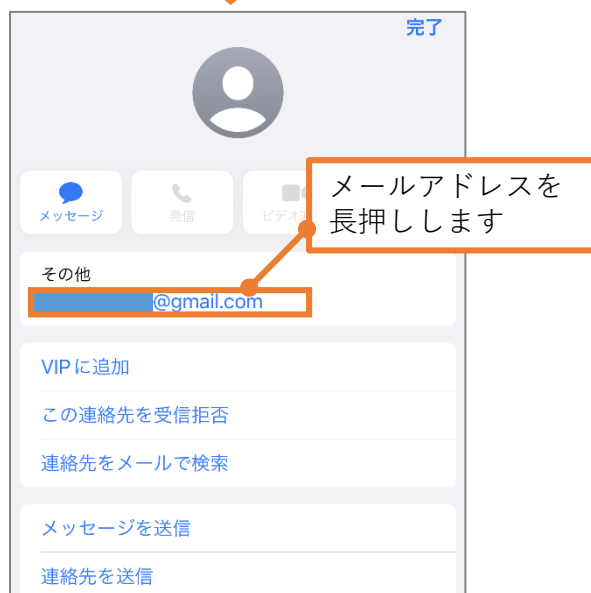 完了
メッセージ
発信
ビデオ
メールアドレスを
長押しします
その他
@gmail.com
VIPに追加
この連絡先を受信拒否
連絡先をメールで検索
メッセージを送信
連絡先を送信